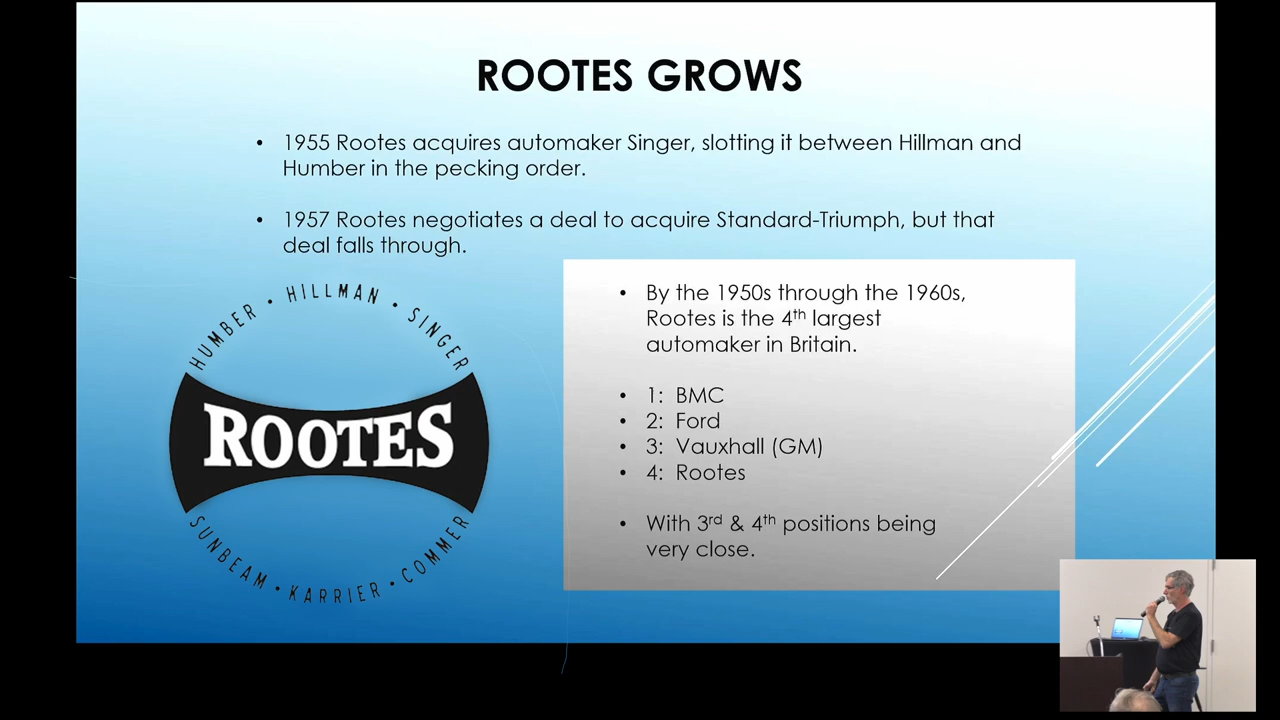 ROOTES GROWS
• 1955 Rootes acquires automaker Singer, slotting it between Hillman and
Humber in the pecking order.
• 1957 Rootes negotiates a deal to acquire Standard-Triumph, but that
deal falls through.
HUMBER • HILLMAN • SINGER
ROOTES
SUNBEAM • KARRIER • COMMER
• By the 1950s through the 1960s,
Rootes is the 4th largest
automaker in Britain.
• 1: BMC
• 2: Ford
• 3: Vauxhall (GM)
• 4: Rootes
• With 3rd & 4th positions being
very close.